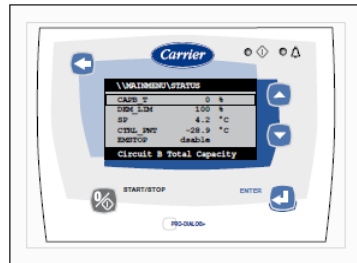 Carrier
\\MAINMENU\STATUS
CAPB_T 0 %
DEM_LIM 100 %
SP 4.2 °C
CTRL_PNT -28.9 °C
EMSTOP dsable
Circuit B Total Capacity
START/STOP
ENTER
PRO-DIALOG+